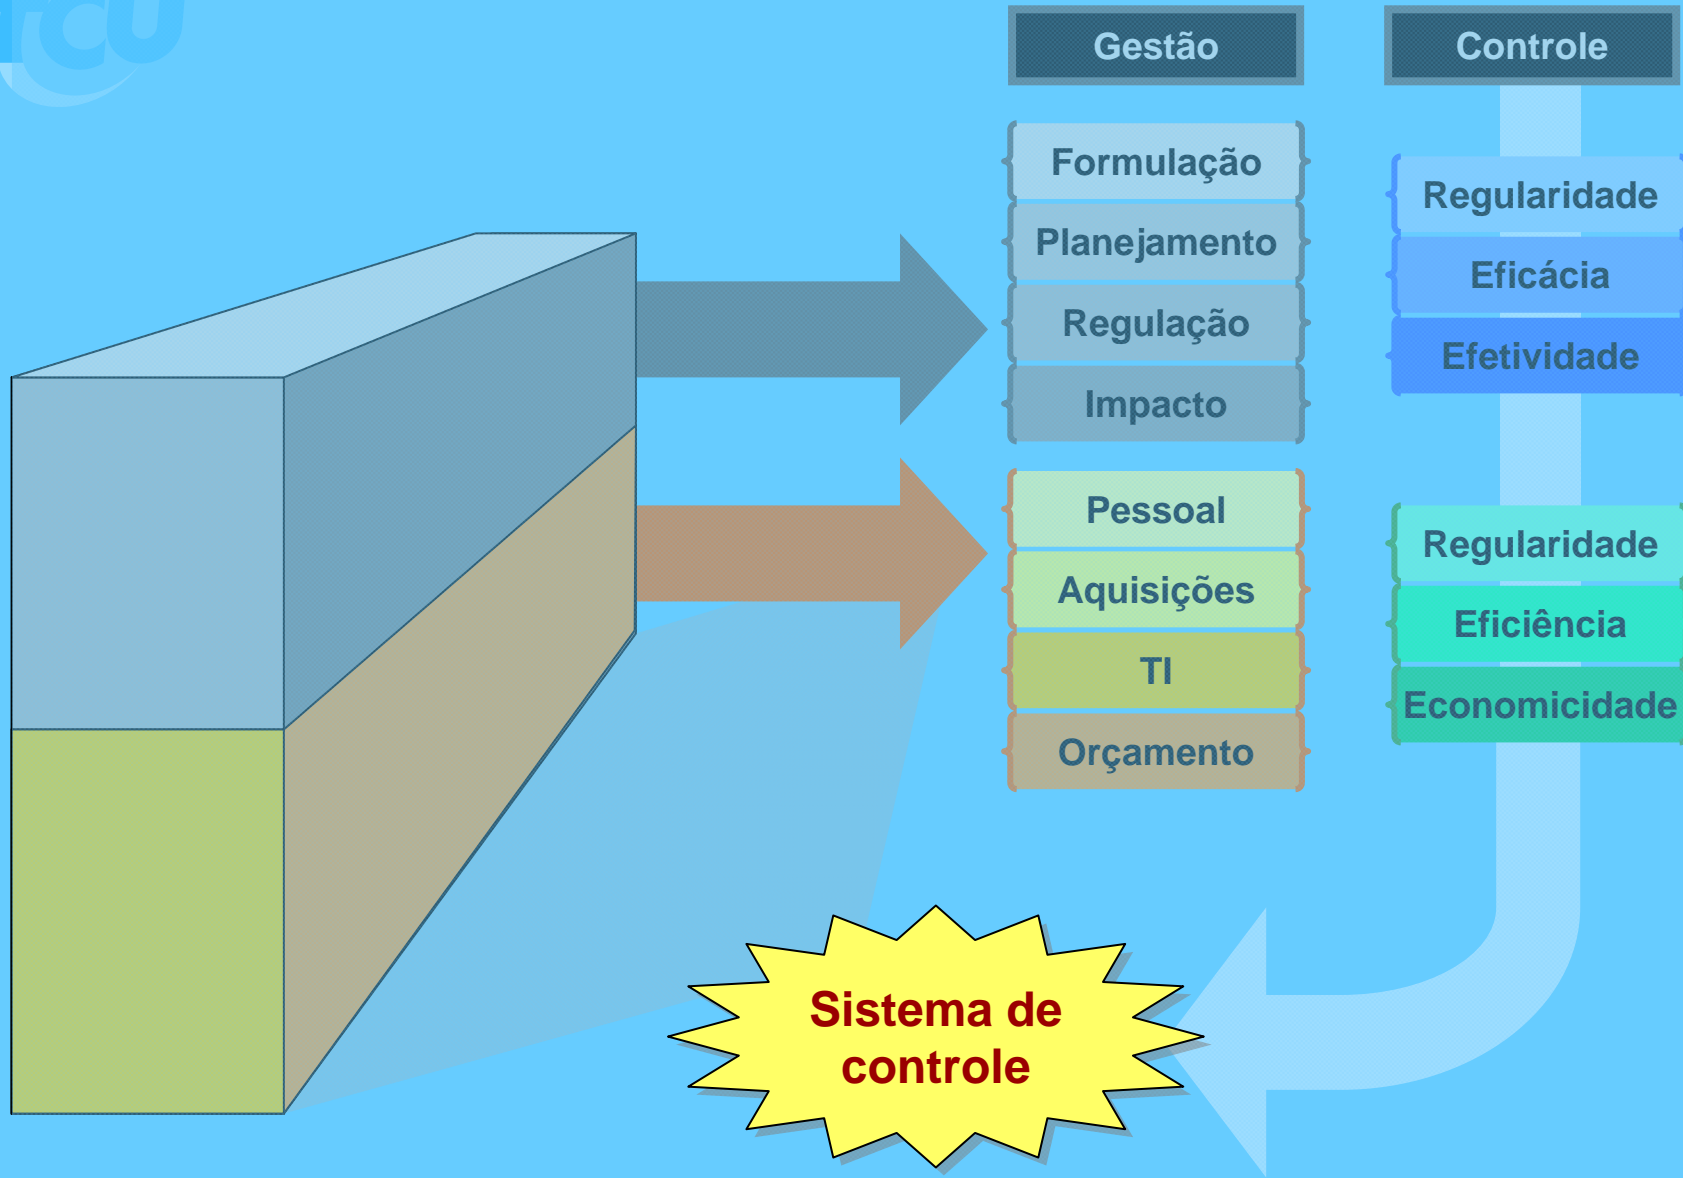 TCU
Gestão
Controle
Formulação
Planejamento
Regulação
Impacto
Regularidade
Eficácia
Efetividade
Pessoal
Aquisições
TI
Orçamento
Regularidade
Eficiência
Economicidade
Sistema de
controle